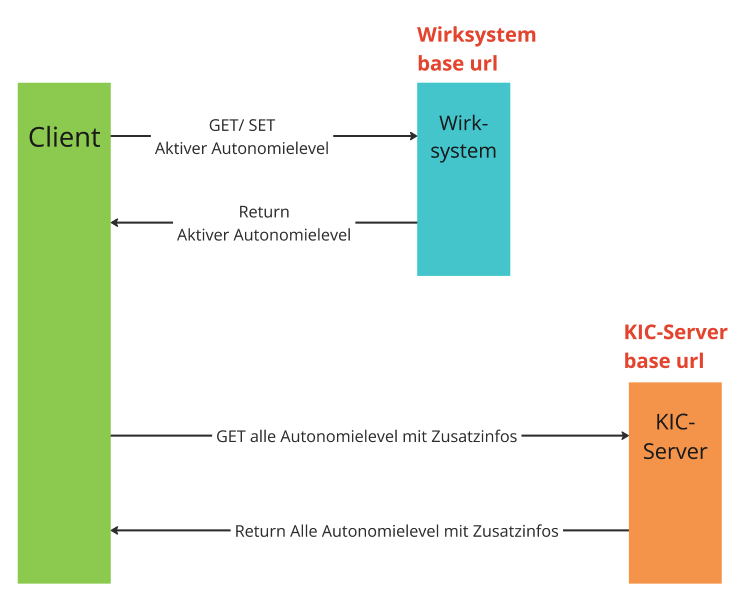 Wirksystem
base url
Client
GET/ SET
Aktiver Autonomielevel
Wirk-
system
Return
Aktiver Autonomielevel
KIC-Server
base url
KIC-
Server
GET alle Autonomielevel mit Zusatzinfos
Return Alle Autonomielevel mit Zusatzinfos